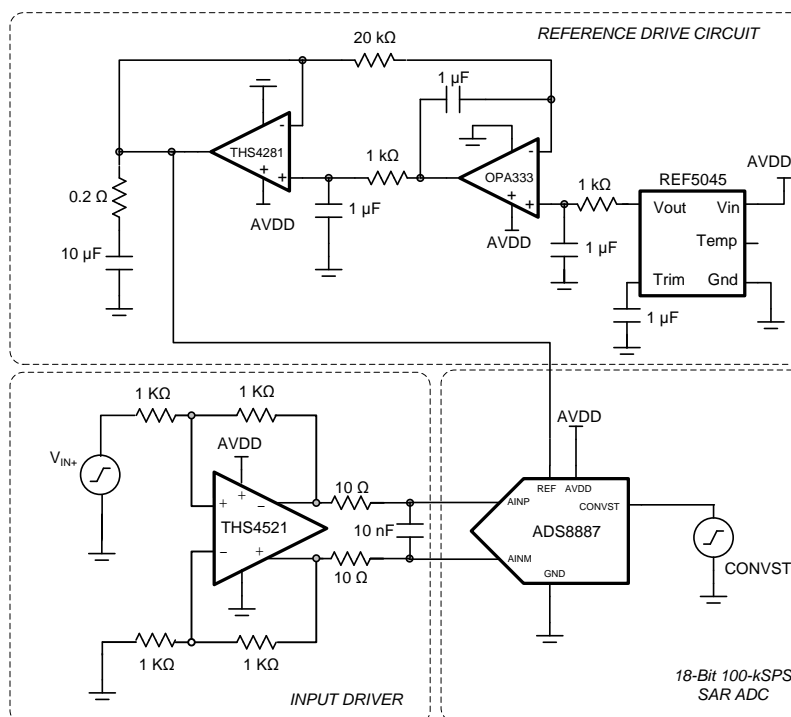 REFERENCE DRIVE CIRCUIT
20 kΩ
1 µF
-
THS4281
+
+
AVDD
1 kΩ
1 µF
-
OPA333
+
+
AVDD
1 kΩ
1 µF
REF5045
AVDD
Vout
Vin
Temp
Trim
Gnd
1 µF
0.2 Ω
10 µF
1 KΩ
1 KΩ
VIN+
AVDD
+
+
−
THS4521
−
+
10 Ω
10 nF
10 Ω
1 KΩ
1 KΩ
INPUT DRIVER
AVDD
REF
AVDD
AINP
CONVST
ADS8887
AINM
GND
CONVST
18-Bit 100-kSPS
SAR ADC